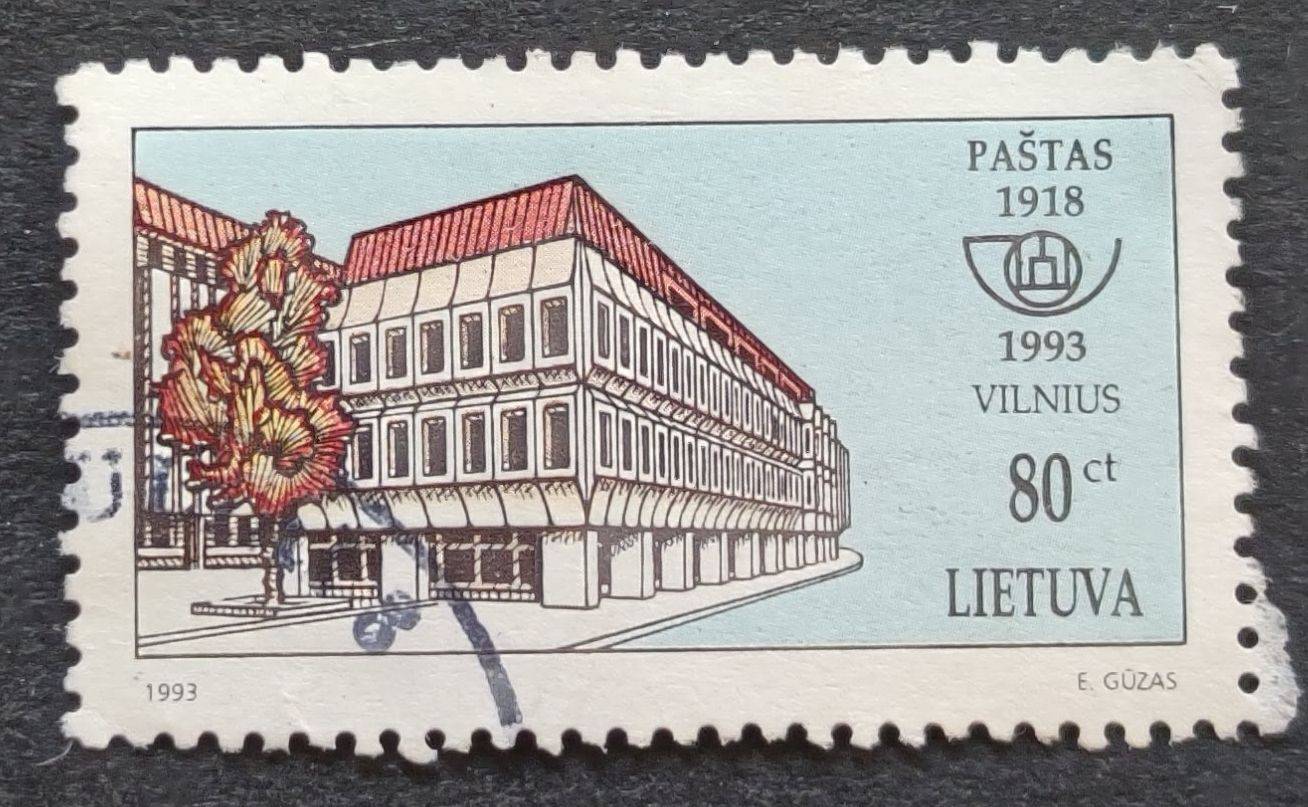 PAŠTAS
1918
1993
VILNIUS
80 ct
LIETUVA
1993
E. GŪZAS